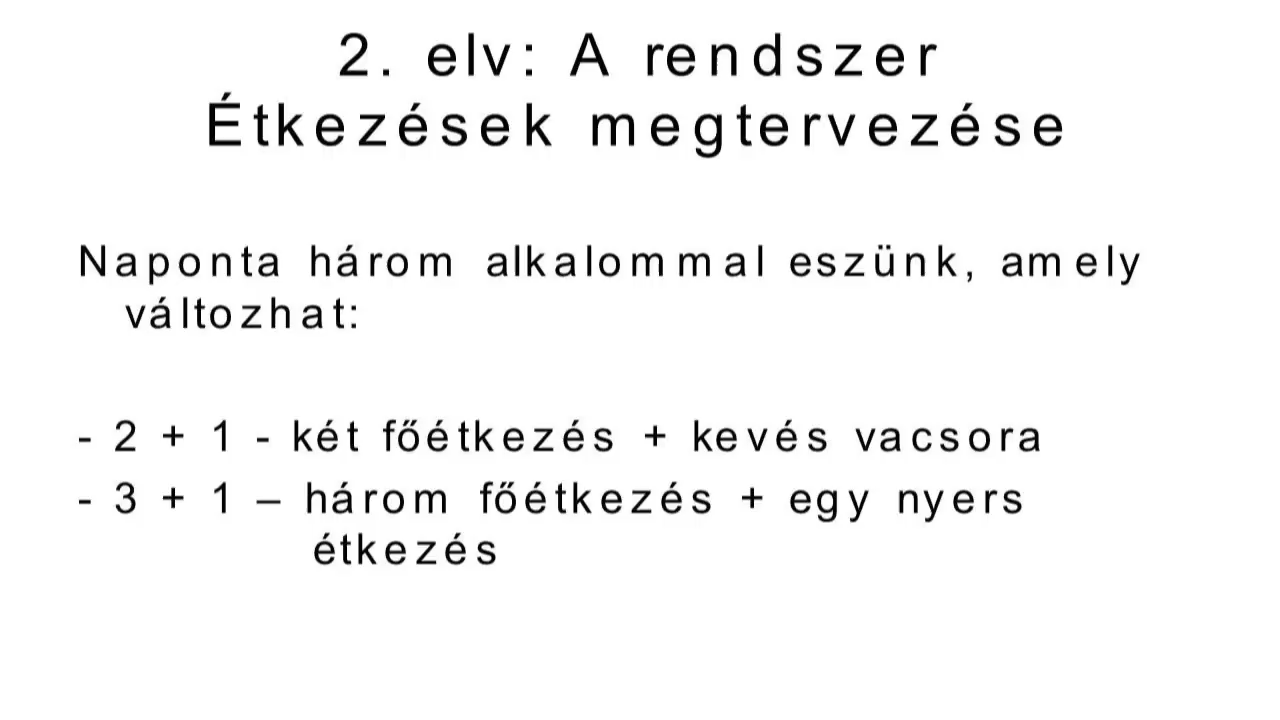 2. elv: A rendszer
Étkezések megtervezése
Naponta három alkalommal eszünk, amely
változhat:
- 2 + 1 - két főétkezés + kevés vacsora
- 3 + 1 – három főétkezés + egy nyers
étkezés